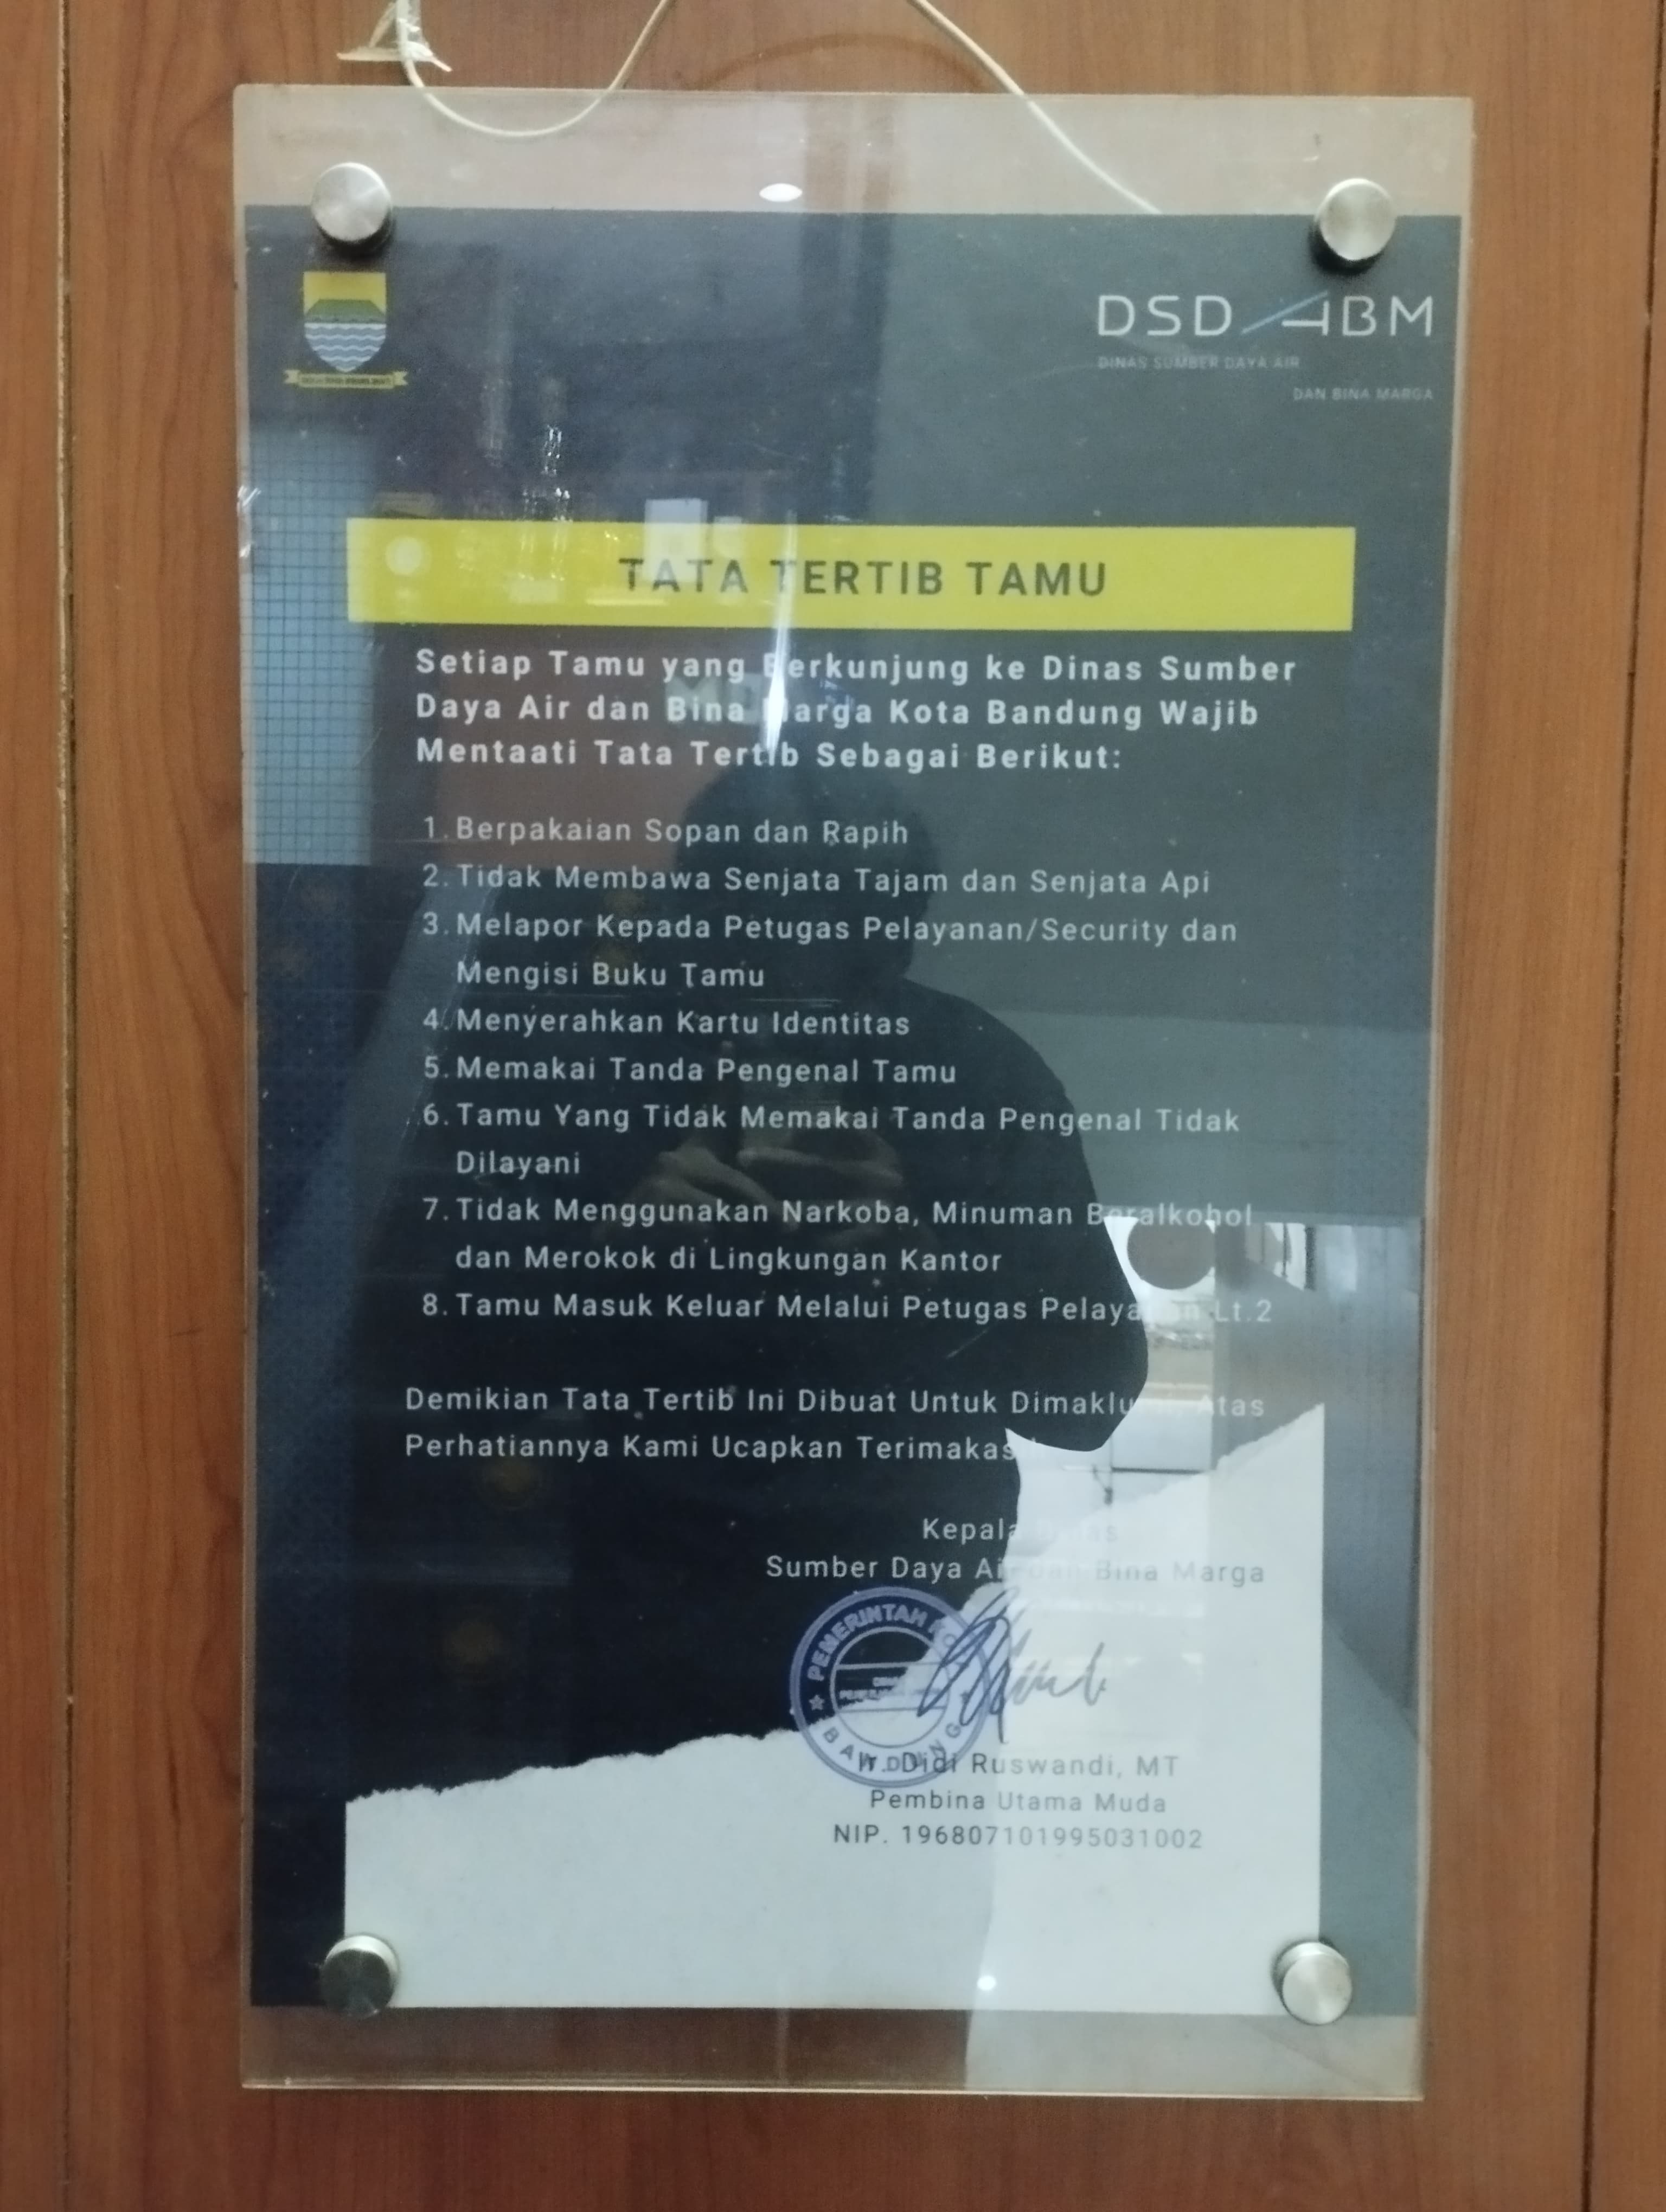 DSDABM
DINAS SUMBER DAYA AIR
DAN BINA MARGA
TATA TERTIB TAMU
Setiap Tamu yang Berkunjung ke Dinas Sumber
Daya Air dan Bina Marga Kota Bandung Wajib
Mentaati Tata Tertib Sebagai Berikut:
1. Berpakaian Sopan dan Rapih
2. Tidak Membawa Senjata Tajam dan Senjata Api
3. Melapor Kepada Petugas Pelayanan/Security dan
Mengisi Buku Tamu
4. Menyerahkan Kartu Identitas
5. Memakai Tanda Pengenal Tamu
6. Tamu Yang Tidak Memakai Tanda Pengenal Tidak
Dilayani
7. Tidak Menggunakan Narkoba, Minuman Beralkohol
dan Merokok di Lingkungan Kantor
8. Tamu Masuk Keluar Melalui Petugas Pelayanan Lt.2
Demikian Tata Tertib Ini Dibuat Untuk Dimaklumi, Atas
Perhatiannya Kami Ucapkan
Kepala Dinas
Sumber Daya Air dan Bina Marga
PEMERINTAH
BANDUNG
Ir. Didi Ruswandi, MT
Pembina Utama Muda
NIP. 196807101995031002